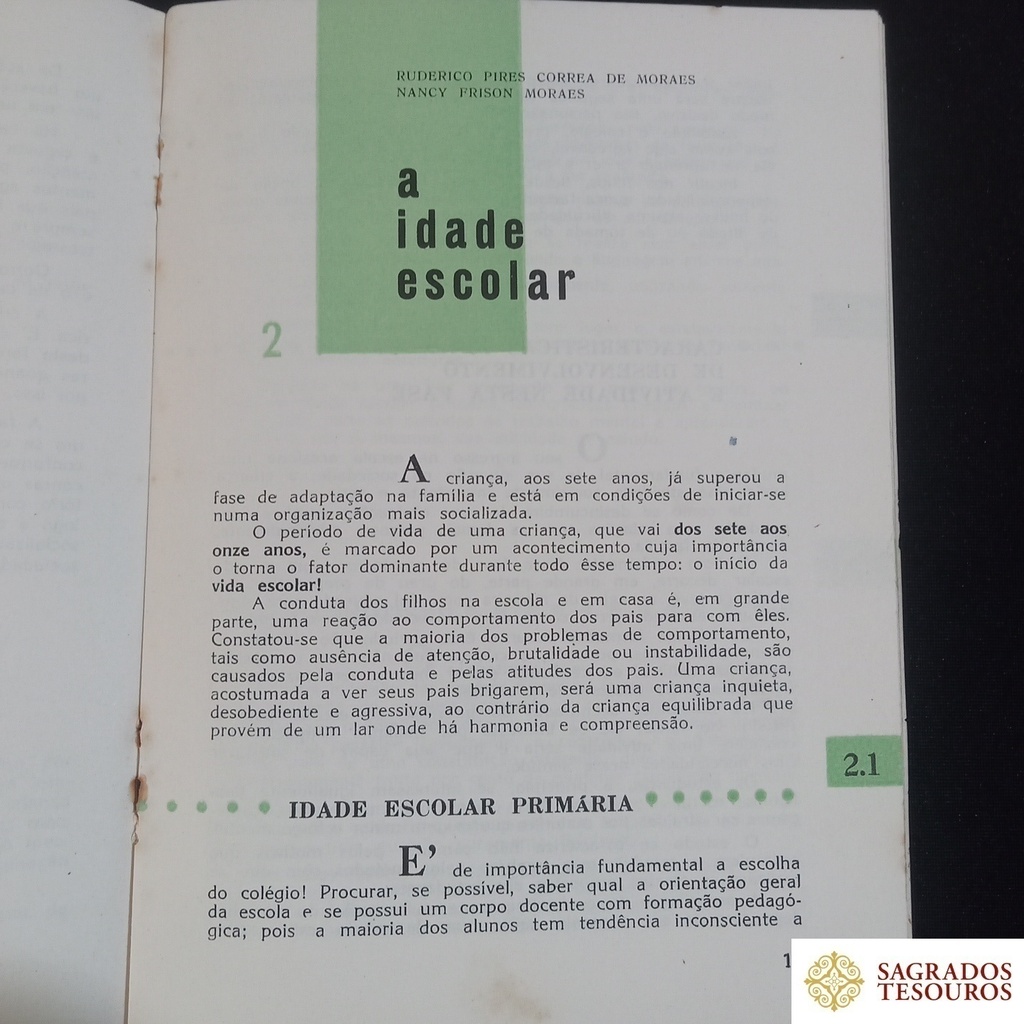 RUDERICO PIRES CORREA DE MORAES
NANCY FRISON MORAES
a
idade
escolar
2
A criança, aos sete anos, já superou a
fase de adaptação na família e está em condições de iniciar-se
numa organização mais socializada.
O período de vida de uma criança, que vai dos sete aos
onze anos, é marcado por um acontecimento cuja importância
o torna o fator dominante durante todo êsse tempo: o início da
vida escolar!
A conduta dos filhos na escola e em casa é, em grande
parte, uma reação ao comportamento dos pais para com êles.
Constatou-se que a maioria dos problemas de comportamento,
tais como ausência de atenção, brutalidade ou instabilidade, são
causados pela conduta e pelas atitudes dos pais. Uma criança,
acostumada a ver seus pais brigarem, será uma criança inquieta,
desobediente e agressiva, ao contrário da criança equilibrada que
provém de um lar onde há harmonia e compreensão.
2.1
IDADE ESCOLAR PRIMÁRIA
E' de importância fundamental a escolha
do colégio! Procurar, se possível, saber qual a orientação geral
da escola e se possui um corpo docente com formação pedagó-
gica; pois a maioria dos alunos tem tendência inconsciente a
SAGRADOS
TESOUROS